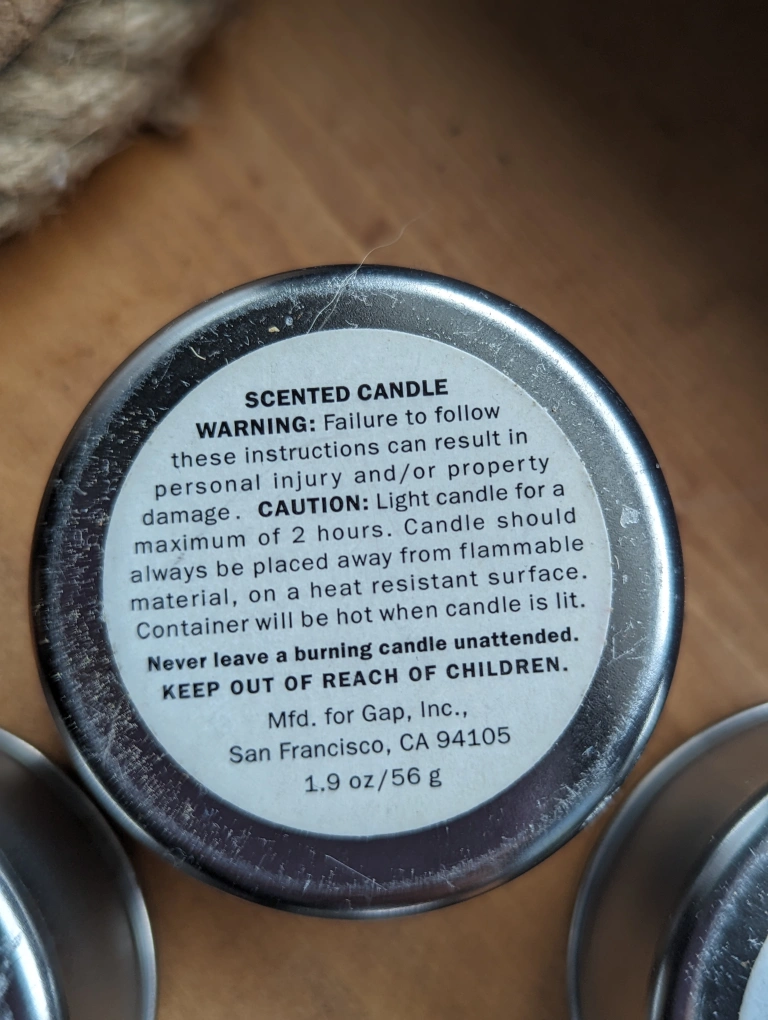 SCENTED CANDLE
WARNING: Failure to follow
these instructions can result in
personal injury and/or property
damage. CAUTION: Light candle for a
maximum of 2 hours. Candle should
always be placed away from flammable
material, on a heat resistant surface.
Container will be hot when candle is lit.
Never leave a burning candle unattended.
KEEP OUT OF REACH OF CHILDREN.
Mfd. for Gap, Inc.,
San Francisco, CA 94105
1.9 oz/56 g